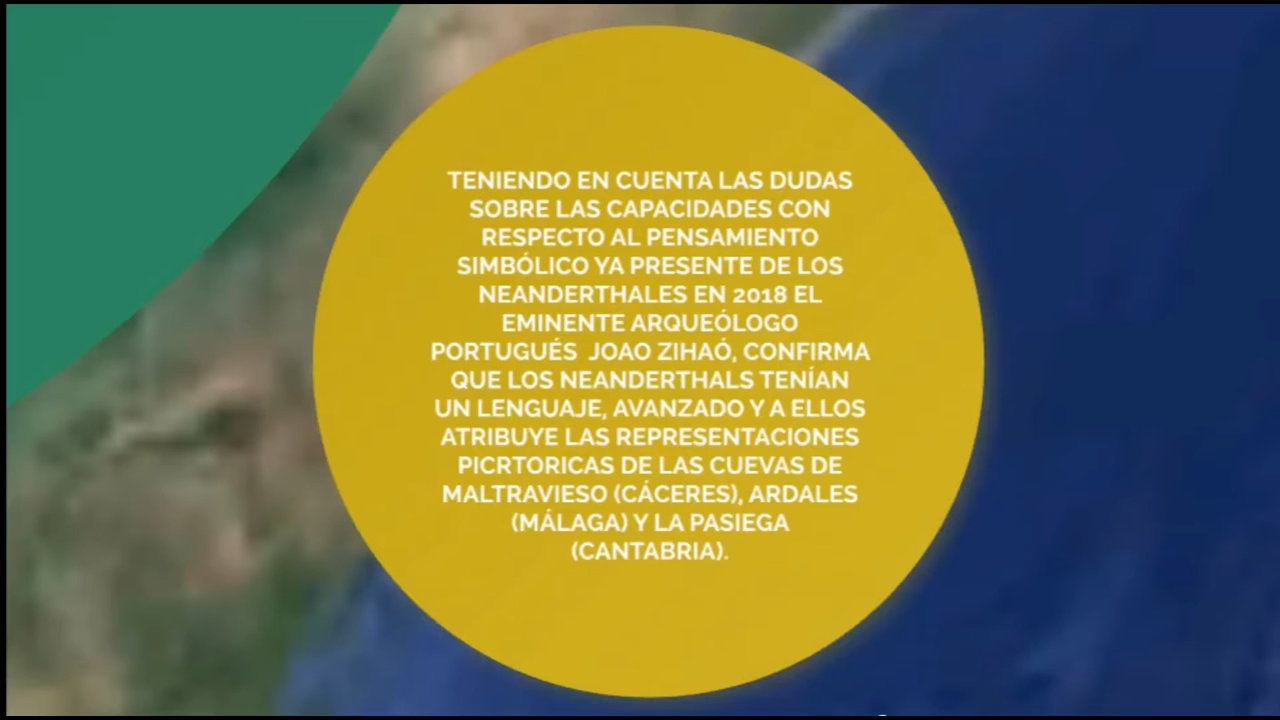 TENIENDO EN CUENTA LAS DUDAS
SOBRE LAS CAPACIDADES CON
RESPECTO AL PENSAMIENTO
SIMBÓLICO YA PRESENTE DE LOS
NEANDERTHALES EN 2018 EL
EMINENTE ARQUEÓLOGO
PORTUGUÉS  JOAO ZIHAÓ, CONFIRMA
QUE LOS NEANDERTHALS TENÍAN
UN LENGUAJE, AVANZADO Y A ELLOS
ATRIBUYE LAS REPRESENTACIONES
PICRTORICAS DE LAS CUEVAS DE
MALTRAVIESO (CÁCERES), ARDALES
(MÁLAGA) Y LA PASIEGA
(CANTABRIA).